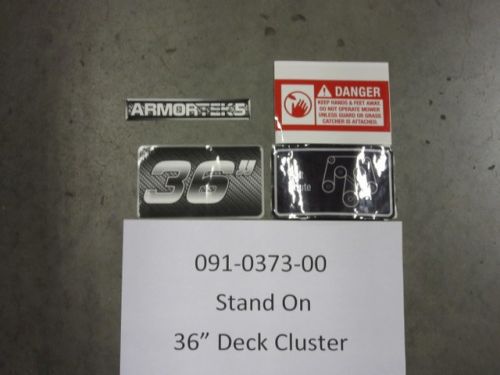 ARMORTEK5
DANGER
KEEP HANDS & FEET AWAY.
DO NOT OPERATE MOWER
UNLESS GUARD OR GRASS
CATCHER IS ATTACHED.
36"
091-0373-00
Stand On
36” Deck Cluster